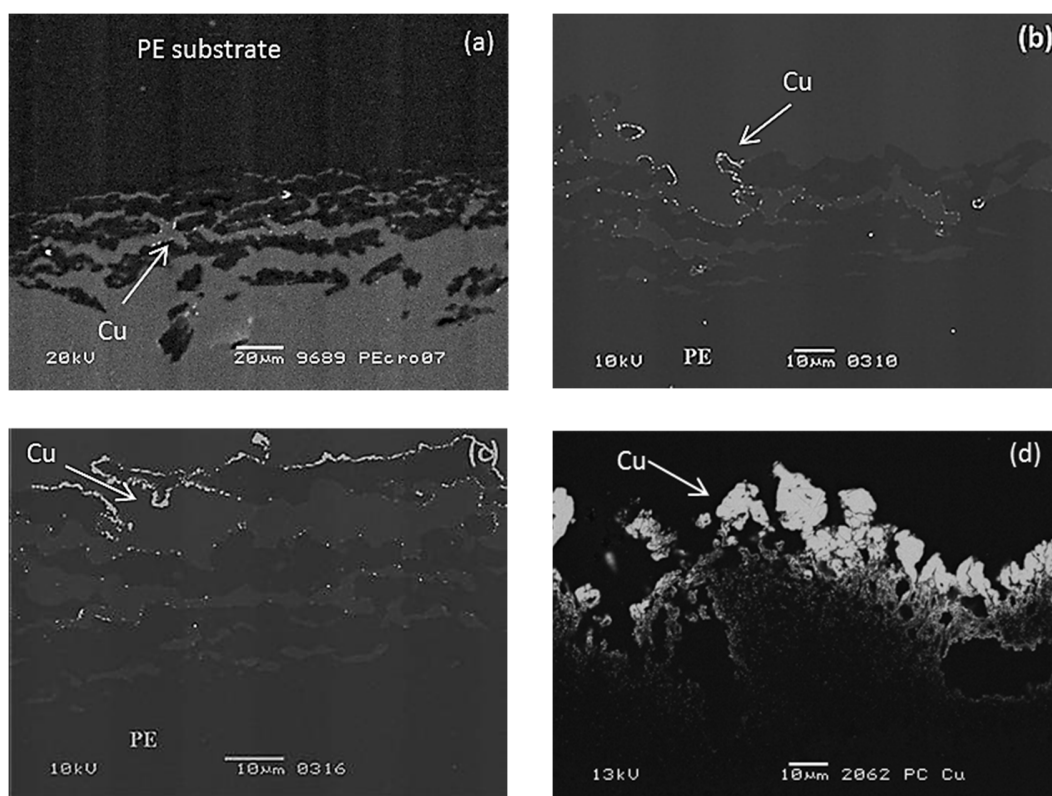 PE substrate
(a)
Cu
20kV 20µm 9689 PEcro07
(b)
Cu
PE
10kV 10µm 0310
Cu
(c)
PE
10kV 10µm 0316
(d)
Cu
13kV 10µm 2062 PC Cu